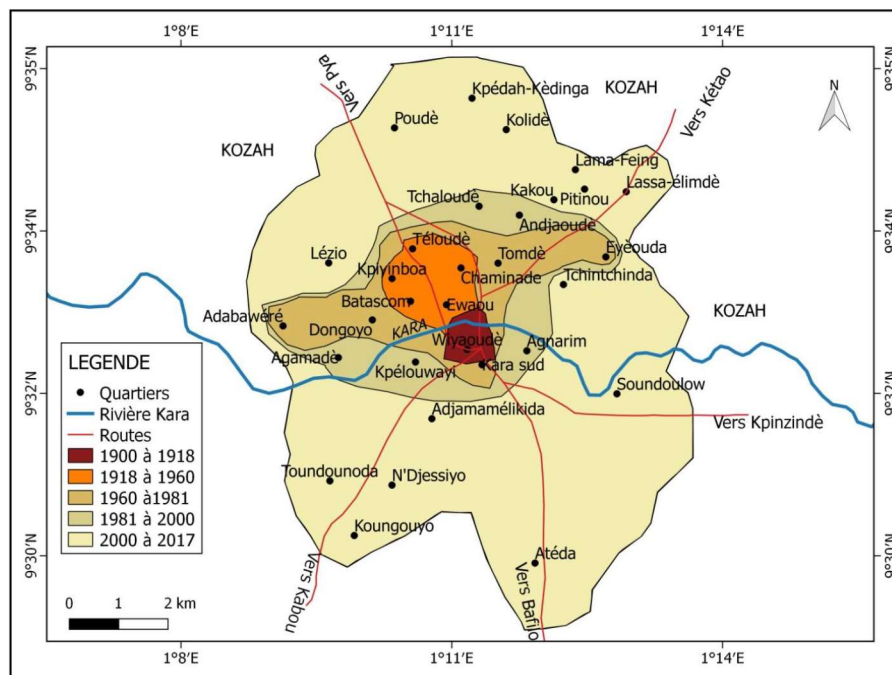 1°8'E
1°11'E
1°14'E
9°35'N
9°35'N
Vers Pya
Kpédah-Kèdinga
KOZAH
N
Poudè
Kolidè
Vers Kétao
KOZAH
Lama-Feing
Lassa-élimdè
Tchaloudè
Kakou
Pitinou
9°34'N
9°34'N
Andjaoudè
Téloudè
Eyèouda
Lézio
Tomdè
Kpiyinboa
Chaminade
Tchintchinda
Batascom
Ewaou
KOZAH
Adabawéré
Dongoyo
KARA
Wiyaoudè
Agnarim
Agamadè
Kpélouwayi
Kara sud
9°32'N
9°32'N
Soundoulow
Adjamamélikida
Vers Kpinzindè
Toundounoda
N'Djessiyo
Koungouyo
Atéda
9°30'N
9°30'N
Vers Kabou
Vers Bafilo
LEGENDE
Quartiers
Rivière Kara
Routes
1900 à 1918
1918 à 1960
1960 à1981
1981 à 2000
2000 à 2017
0 1 2 km
1°8'E
1°11'E
1°14'E